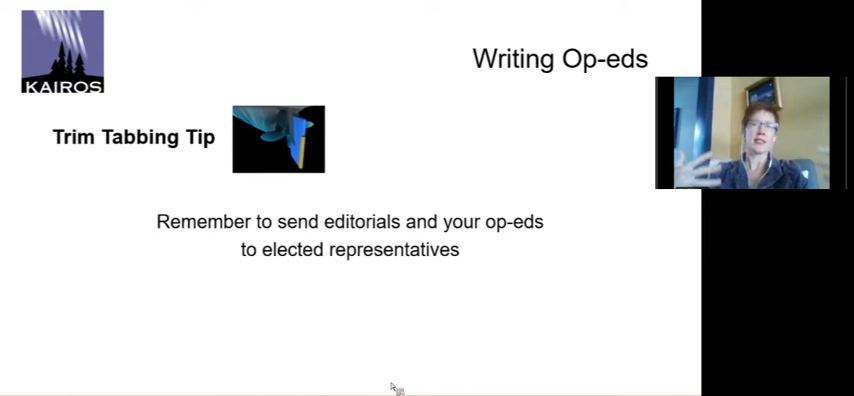 Writing Op-eds
KAIROS
Trim Tabbing Tip
Remember to send editorials and your op-eds
to elected representatives